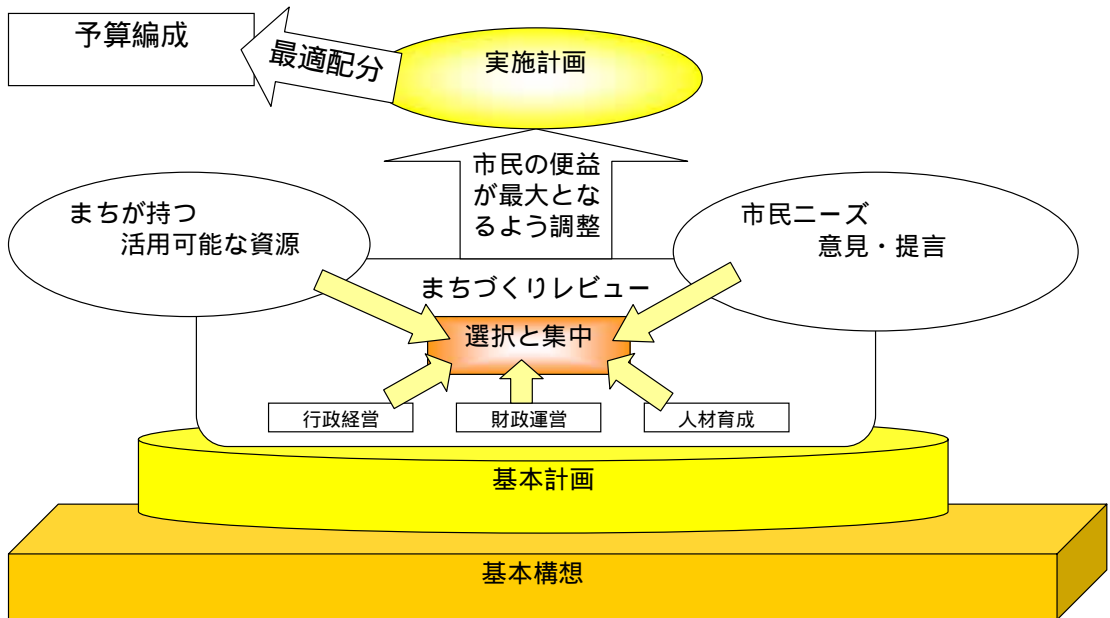 予算編成
最適配分
実施計画
市民の便益
が最大とな
るよう調整
まちが持つ
活用可能な資源
市民ニーズ
意見・提言
まちづくりレビュー
選択と集中
行政経営
財政運営
人材育成
基本計画
基本構想